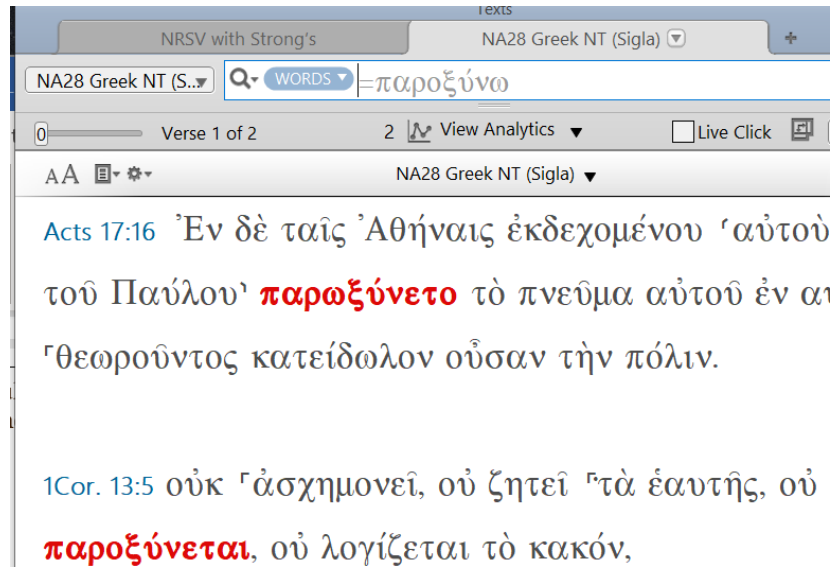 Texts
NRSV with Strong's NA28 Greek NT (Sigla)
NA28 Greek NT (S.. WORDS =παροξύνω
0 Verse 1 of 2 2 View Analytics Live Click
AA NA28 Greek NT (Sigla)
Acts 17:16 Ἐν δὲ ταῖς Ἀθήναις ἐκδεχομένου ⸂αὐτοὺ
τοῦ Παύλου⸃ παρωξύνετο τὸ πνεῦμα αὐτοῦ ἐν
⸀θεωροῦντος κατείδωλον οὖσαν τὴν πόλιν.
1Cor. 13:5 οὐκ ⸀ἀσχημονεῖ, οὐ ζητεῖ ⸁τὰ ἑαυτῆς, οὐ
παροξύνεται, οὐ λογίζεται τὸ κακόν,